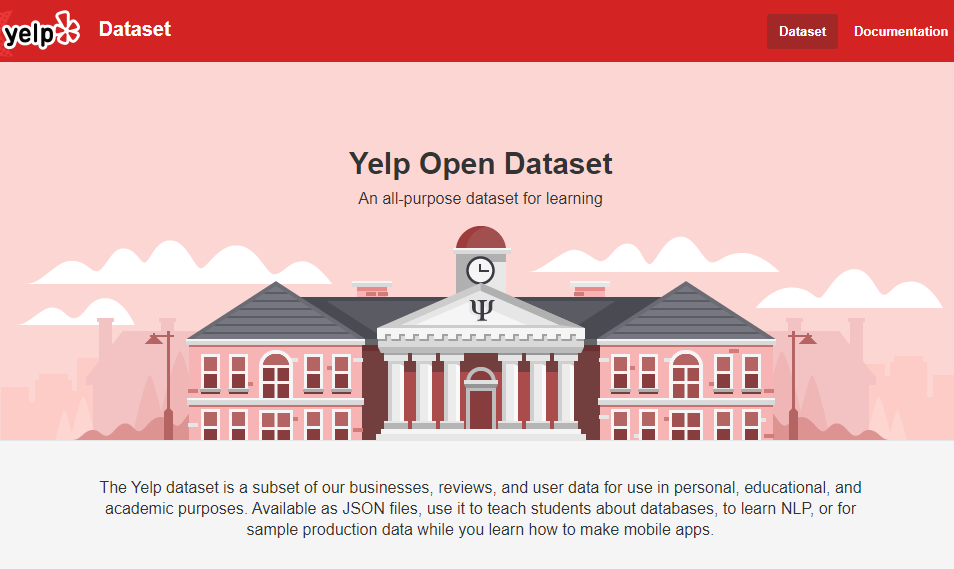 yelp Dataset Dataset Documentation
Yelp Open Dataset
An all-purpose dataset for learning
Ψ
The Yelp dataset is a subset of our businesses, reviews, and user data for use in personal, educational, and
academic purposes. Available as JSON files, use it to teach students about databases, to learn NLP, or for
sample production data while you learn how to make mobile apps.